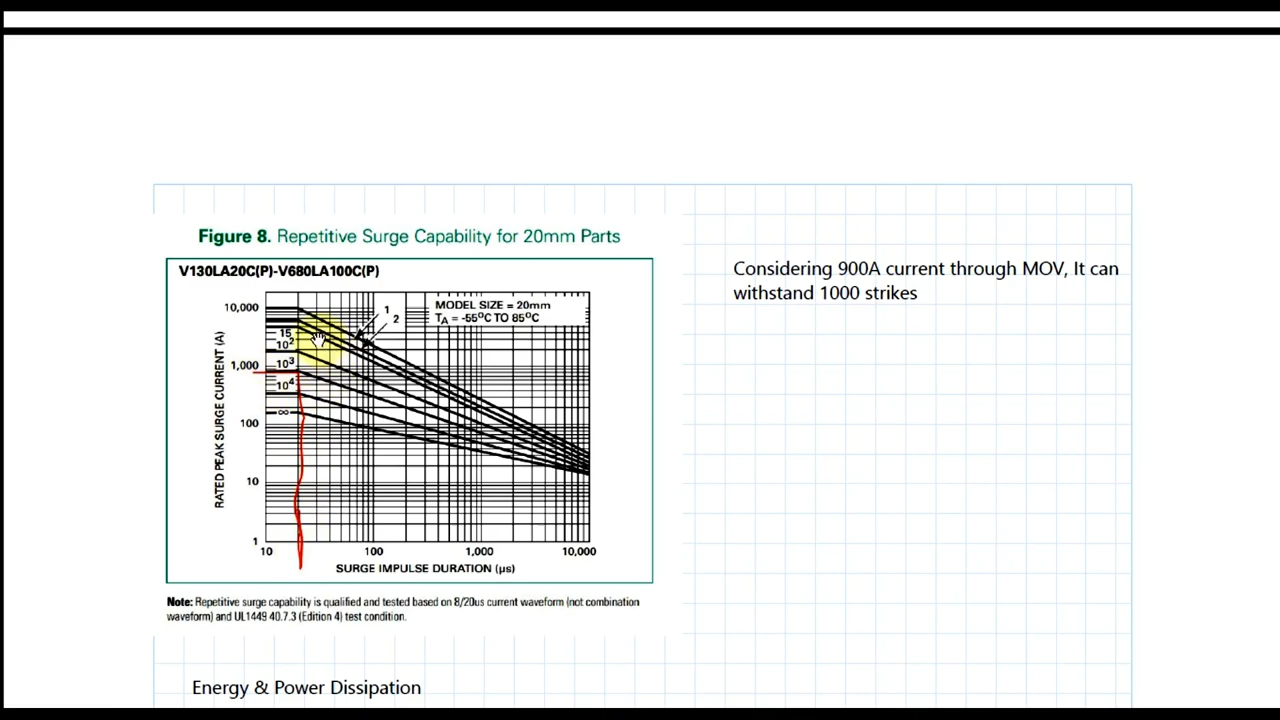 Figure 8. Repetitive Surge Capability for 20mm Parts
V130LA20C(P)-V680LA100C(P)
MODEL SIZE = 20mm
TA = -55ºC TO 85ºC
1
2
10,000
1,000
100
10
1
15
10²
10³
10⁴
∞
RATED PEAK SURGE CURRENT (A)
10 100 1,000 10,000
SURGE IMPULSE DURATION (µs)
Note: Repetitive surge capability is qualified and tested based on 8/20us current waveform (not combination
waveform) and UL1449 40.7.3 (Edition 4) test condition.
Considering 900A current through MOV, It can
withstand 1000 strikes
Energy & Power Dissipation